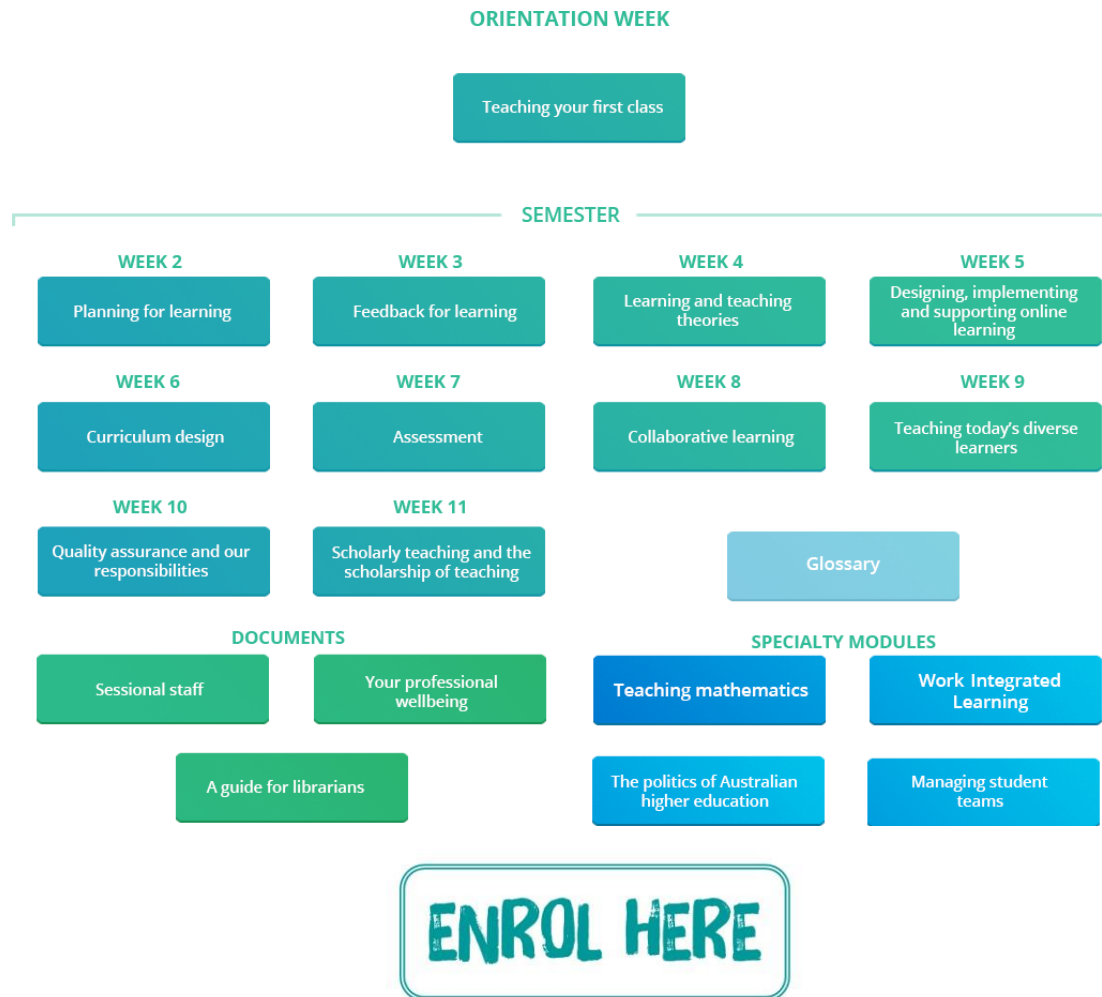 ORIENTATION WEEK
Teaching your first class
SEMESTER
WEEK 2
Planning for learning
WEEK 3
Feedback for learning
WEEK 4
Learning and teaching
theories
WEEK 5
Designing, implementing
and supporting online
learning
WEEK 6
Curriculum design
WEEK 7
Assessment
WEEK 8
Collaborative learning
WEEK 9
Teaching today’s diverse
learners
WEEK 10
Quality assurance and our
responsibilities
WEEK 11
Scholarly teaching and the
scholarship of teaching
Glossary
DOCUMENTS
Sessional staff
Your professional
wellbeing
A guide for librarians
SPECIALTY MODULES
Teaching mathematics
Work Integrated
Learning
The politics of Australian
higher education
Managing student
teams
ENROL HERE